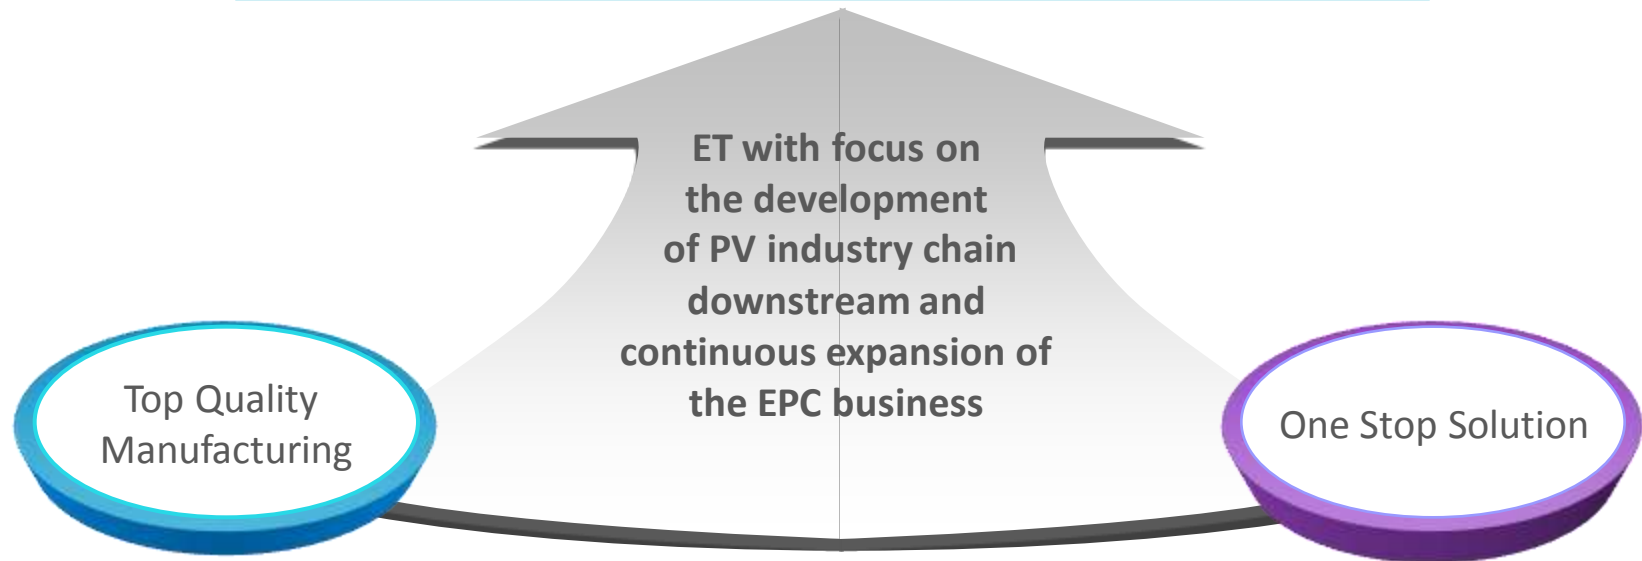 ET with focus on
the development
of PV industry chain
downstream and
continuous expansion of
the EPC business
Top Quality
Manufacturing
One Stop Solution